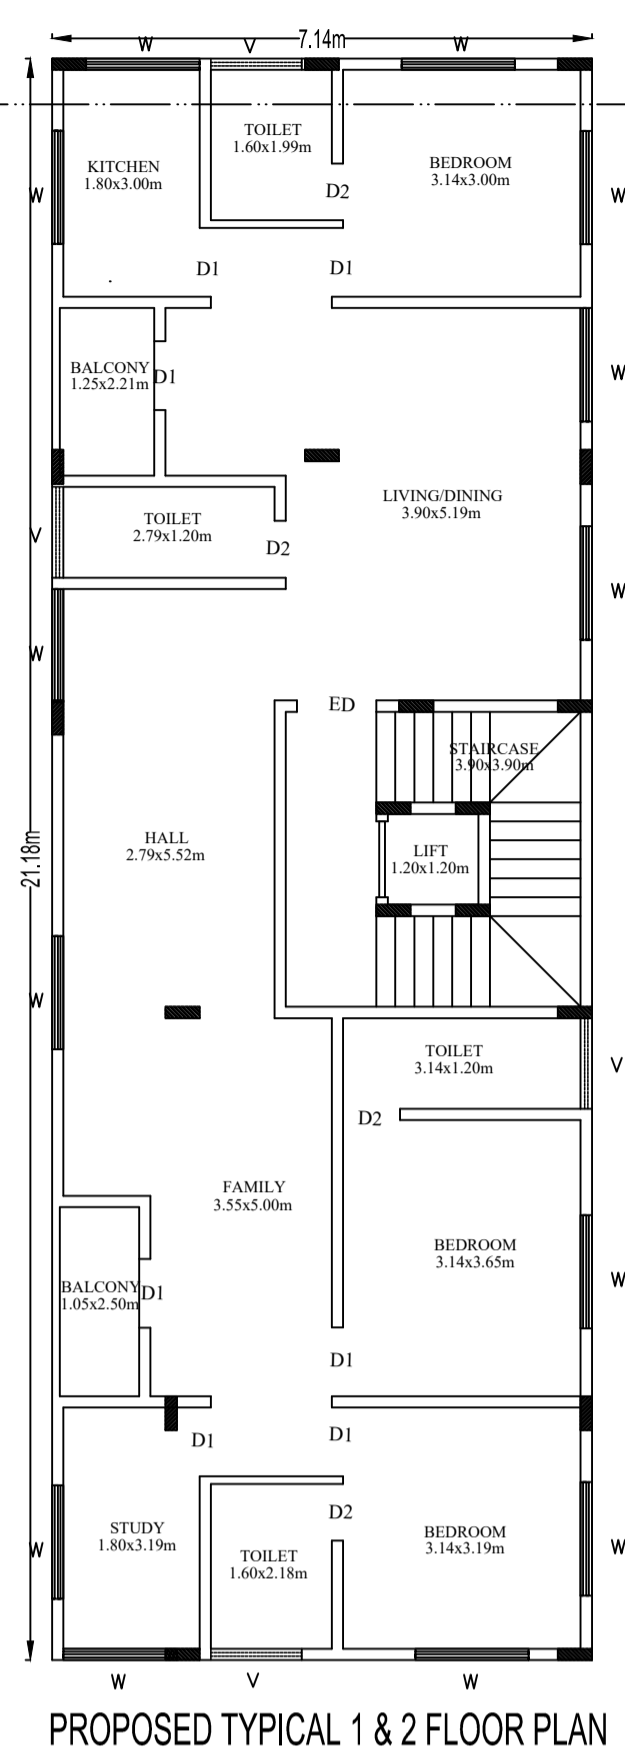 7.14m
W
V
W
TOILET
1.60x1.99m
KITCHEN
1.80x3.00m
BEDROOM
3.14x3.00m
W
D2
W
D1
D1
BALCONY
1.25x2.21m
D1
W
LIVING/DINING
3.90x5.19m
TOILET
2.79x1.20m
V
D2
W
W
ED
STAIRCASE
3.90x3.90m
HALL
2.79x5.52m
LIFT
1.20x1.20m
21.18m
W
TOILET
3.14x1.20m
V
D2
FAMILY
3.55x5.00m
BEDROOM
3.14x3.65m
W
BALCONY
1.05x2.50m
D1
D1
D1
D1
D2
STUDY
1.80x3.19m
BEDROOM
3.14x3.19m
W
W
TOILET
1.60x2.18m
W
V
W
PROPOSED TYPICAL 1 & 2 FLOOR PLAN